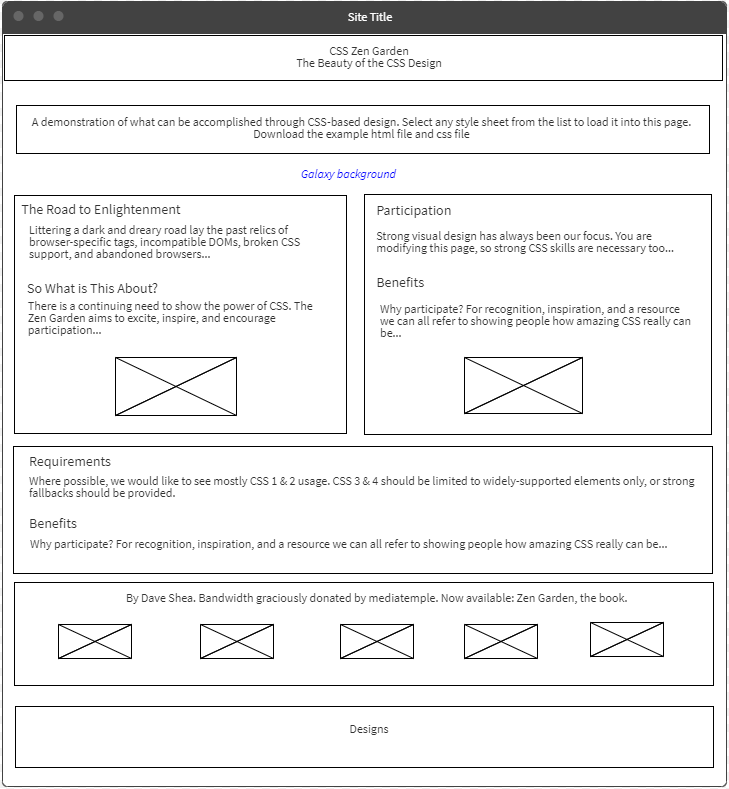 Site Title
CSS Zen Garden
The Beauty of the CSS Design
A demonstration of what can be accomplished through CSS-based design. Select any style sheet from the list to load it into this page.
Download the example html file and css file
Galaxy background
The Road to Enlightenment
Littering a dark and dreary road lay the past relics of
browser-specific tags, incompatible DOMs, broken CSS
support, and abandoned browsers...
So What is This About?
There is a continuing need to show the power of CSS. The
Zen Garden aims to excite, inspire, and encourage
participation...
Participation
Strong visual design has always been our focus. You are
modifying this page, so strong CSS skills are necessary too...
Benefits
Why participate? For recognition, inspiration, and a resource
we can all refer to showing people how amazing CSS really can
be...
Requirements
Where possible, we would like to see mostly CSS 1 & 2 usage. CSS 3 & 4 should be limited to widely-supported elements only, or strong
fallbacks should be provided.
Benefits
Why participate? For recognition, inspiration, and a resource we can all refer to showing people how amazing CSS really can be...
By Dave Shea. Bandwidth graciously donated by mediatemple. Now available: Zen Garden, the book.
Designs